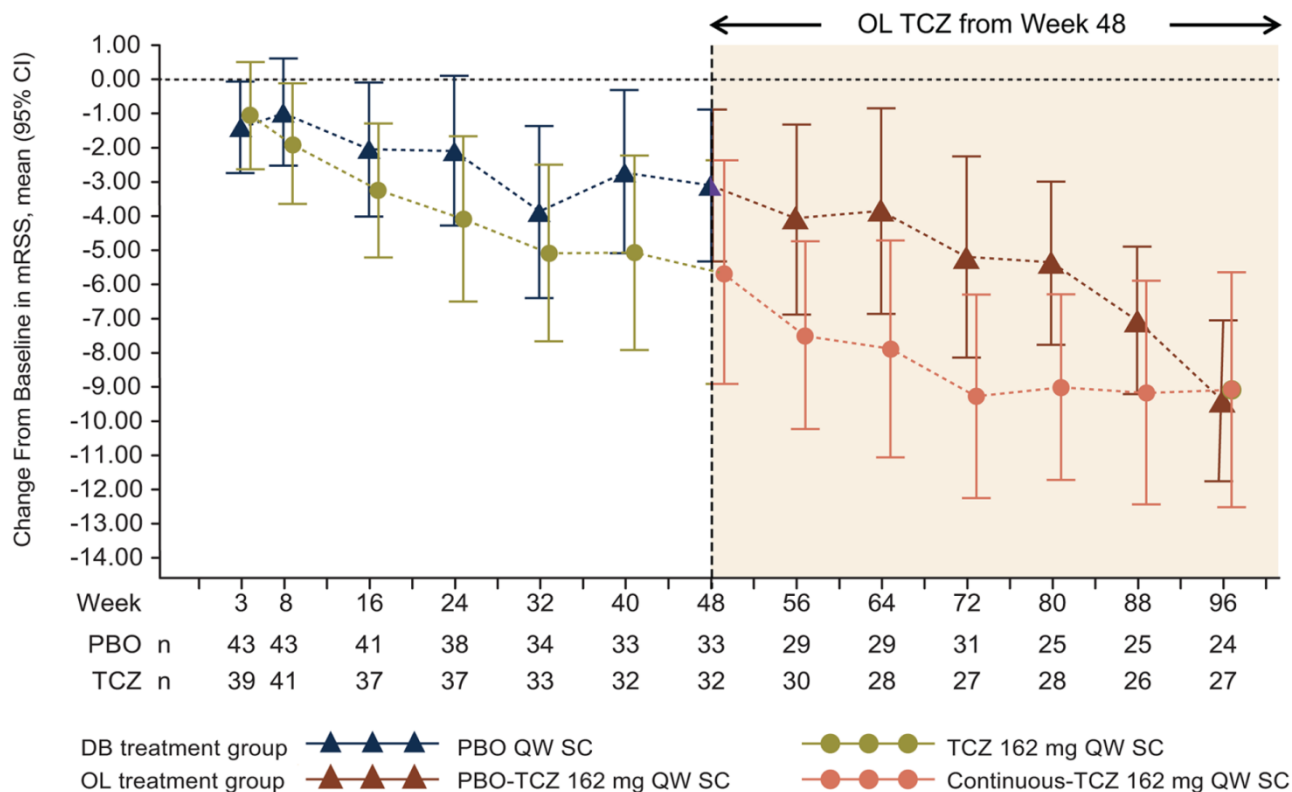 OL TCZ from Week 48
Change From Baseline in mRSS, mean (95% CI)
1.00
0.00
-1.00
-2.00
-3.00
-4.00
-5.00
-6.00
-7.00
-8.00
-9.00
-10.00
-11.00
-12.00
-13.00
-14.00
Week 3 8 16 24 32 40 48 56 64 72 80 88 96
PBO n 43 43 41 38 34 33 33 29 29 31 25 25 24
TCZ n 39 41 37 37 33 32 32 30 28 27 28 26 27
DB treatment group PBO QW SC TCZ 162 mg QW SC
OL treatment group PBO-TCZ 162 mg QW SC Continuous-TCZ 162 mg QW SC